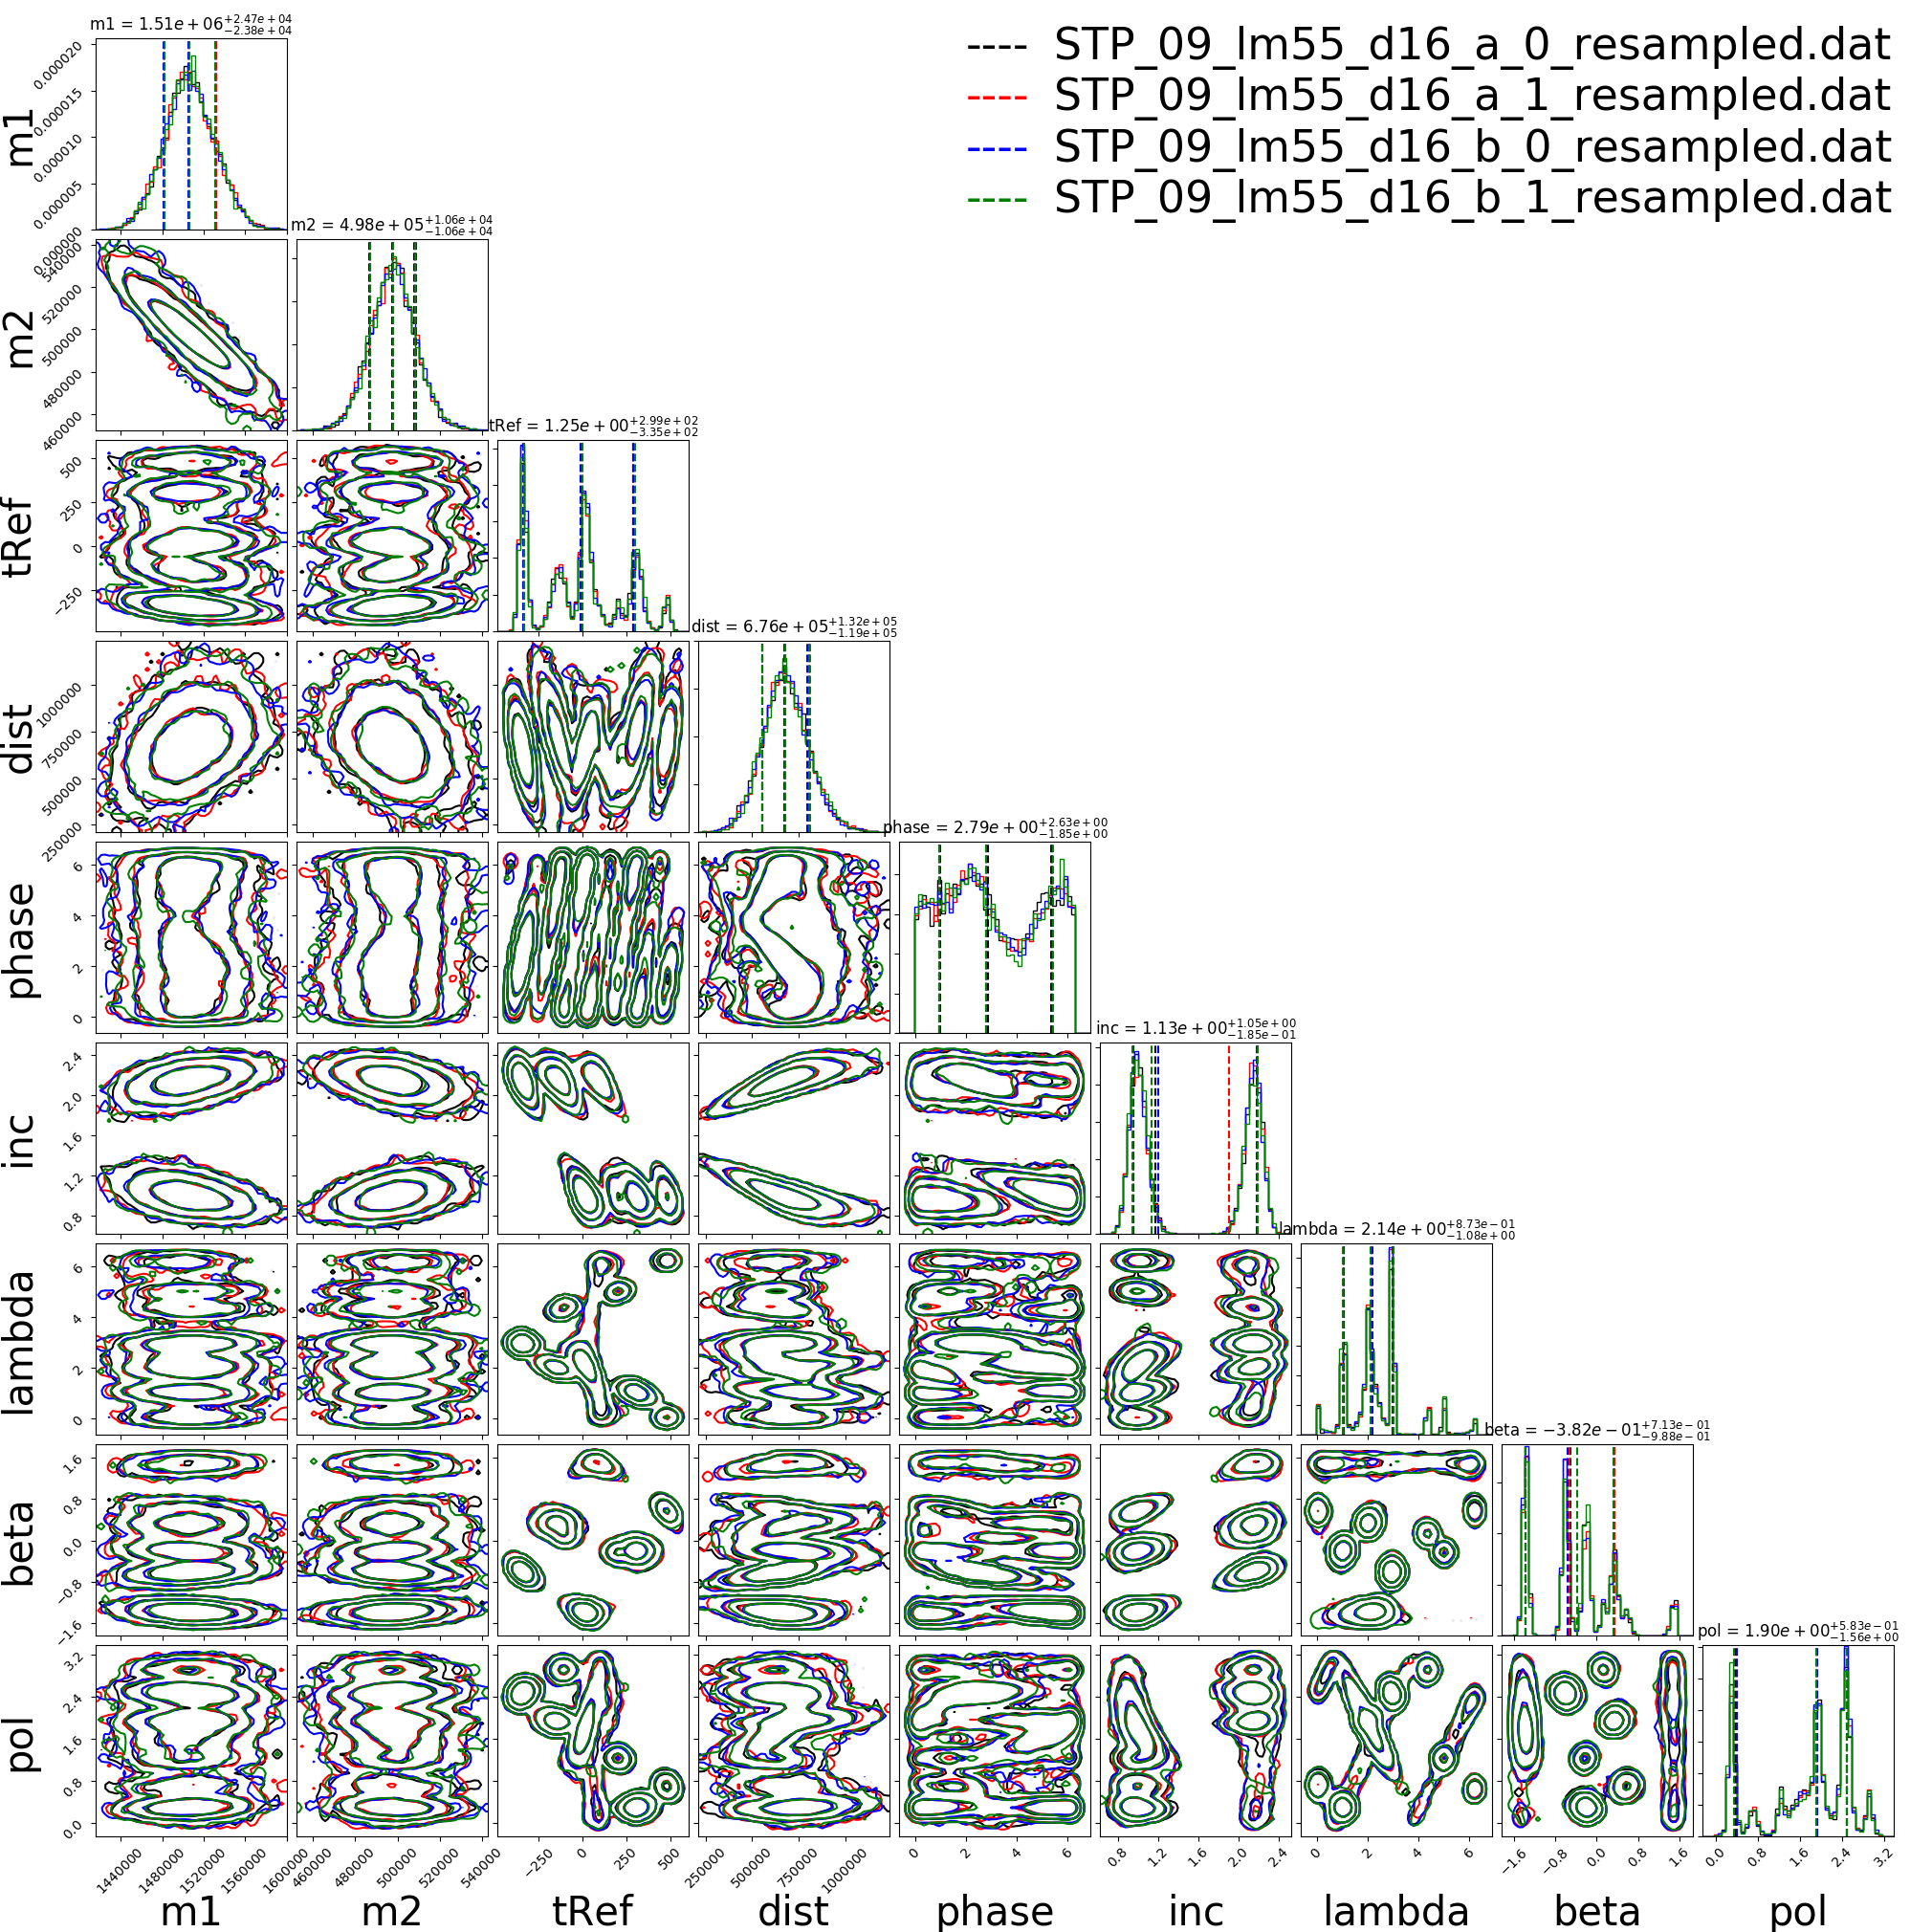 m1 = 1.51e + 06 +2.47e + 04 −2.38e + 04
STP_09_lm55_d16_a_0_resampled.dat
STP_09_lm55_d16_a_1_resampled.dat
STP_09_lm55_d16_b_0_resampled.dat
STP_09_lm55_d16_b_1_resampled.dat
m1
0.000020
0.000015
0.000010
0.000005
0.000000
m2 = 4.98e + 05 +1.06e + 04 −1.06e + 04
m2
540000
520000
500000
480000
460000
tRef = 1.25e + 00 +2.99e + 02 −3.35e + 02
tRef
500
250
0
−250
dist = 6.76e + 05 +1.32e + 05 −1.19e + 05
dist
1000000
750000
500000
250000
phase = 2.79e + 00 +2.63e + 00 −1.85e + 00
phase
6
4
2
0
inc = 1.13e + 00 +1.05e + 00 −1.85e − 01
inc
2.4
2.0
1.6
1.2
0.8
lambda = 2.14e + 00 +8.73e − 01 −1.08e + 00
lambda
6
4
2
0
beta = −3.82e − 01 +7.13e − 01 −9.88e − 01
beta
1.6
0.8
0.0
−0.8
−1.6
pol = 1.90e + 00 +5.83e − 01 −1.56e + 00
pol
3.2
2.4
1.6
0.8
0.0
1440000 1480000 1520000 1560000 1600000
460000 480000 500000 520000 540000
−250 0 250 500
250000 500000 750000 1000000
0 2 4 6
0.8 1.2 1.6 2.0 2.4
0 2 4 6
−1.6 −0.8 0.0 0.8 1.6
0.0 0.8 1.6 2.4 3.2
m1 m2 tRef dist phase inc lambda beta pol